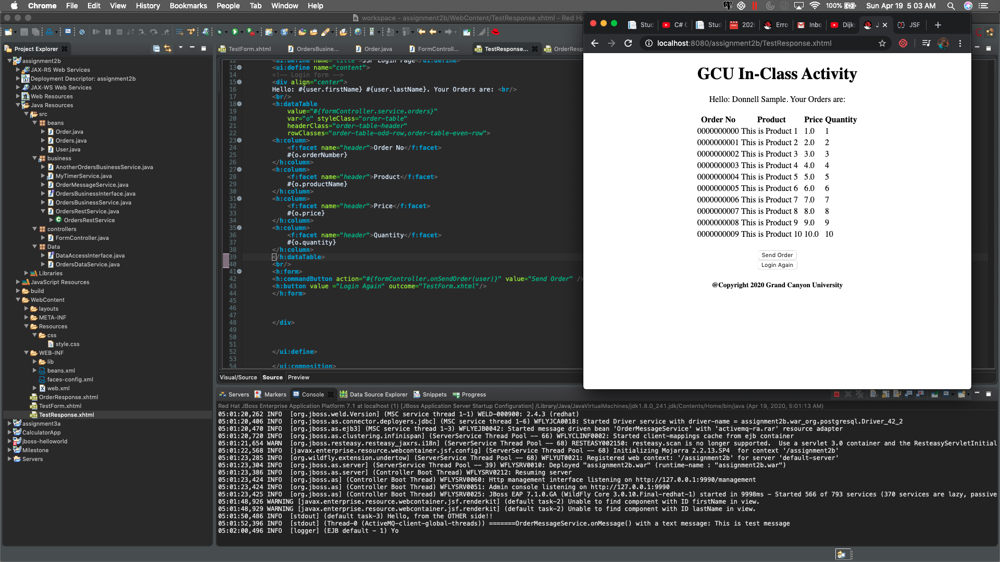 Chrome File Edit View History Bookmarks People Tab Window Help
100% Sun Apr 19 5 03 AM
workspace - assignment2b/WebContent/TestResponse.xhtml - Red Ha
Project Explorer
assignment2b
JAX-RS Web Services
Deployment Descriptor: assignment2b
JAX-WS Web Services
Web Resources
Java Resources
src
beans
Order.java
Orders.java
User.java
business
AnotherOrdersBusinessService.java
MyTimerService.java
OrderMessageService.java
OrdersBusinessInterface.java
OrdersBusinessService.java
OrdersRestService.java
OrdersRestService
controllers
FormController.java
Data
DataAccessInterface.java
OrdersDataService.java
Libraries
JavaScript Resources
build
WebContent
layouts
META-INF
Resources
css
style.css
WEB-INF
lib
beans.xml
faces-config.xml
web.xml
OrderResponse.xhtml
TestForm.xhtml
TestResponse.xhtml
assignment3a
CalculatorApp
jboss-helloworld
Milestone
Servers
TestForm.xhtml OrdersBusine... Order.java FormControll... TestResponse... OrderResp
12 <ui:define name="title">JSF Login Page</ui:define>
13 <ui:define name="content">
14 <!-- Login form -->
15 <div align="center">
16 Hello: #{user.firstName} #{user.lastName}. Your Orders are: <br/>
17 <br/>
18 <h:dataTable
19 value="#{formController.service.orders}"
20 var="o" styleClass="order-table"
21 headerClass="order-table-header"
22 rowClasses="order-table-odd-row,order-table-even-row">
23 <h:column>
24 <f:facet name="header">Order No</f:facet>
25 #{o.orderNumber}
26 </h:column>
27 <h:column>
28 <f:facet name="header">Product</f:facet>
29 #{o.productName}
30 </h:column>
31 <h:column>
32 <f:facet name="header">Price</f:facet>
33 #{o.price}
34 </h:column>
35 <h:column>
36 <f:facet name="header">Quantity</f:facet>
37 #{o.quantity}
38 </h:column>
39 </h:dataTable>
40 <br/>
41 <h:form>
42 <h:commandButton action="#{formController.onSendOrder(user)}" value="Send Order" />
43 <h:button value ="Login Again" outcome="TestForm.xhtml"/>
44 </h:form>
45
46
47
48 </div>
49
50
51
52 </ui:define>
53
54 </ui:composition>
Visual/Source Source Preview
Stud C# C Stud 202 Erro Inbo Dijks J JSF
localhost:8080/assignment2b/TestResponse.xhtml
GCU In-Class Activity
Hello: Donnell Sample. Your Orders are:
Order No Product Price Quantity
0000000000 This is Product 1 1.0 1
0000000001 This is Product 2 2.0 2
0000000002 This is Product 3 3.0 3
0000000003 This is Product 4 4.0 4
0000000004 This is Product 5 5.0 5
0000000005 This is Product 6 6.0 6
0000000006 This is Product 7 7.0 7
0000000007 This is Product 8 8.0 8
0000000008 This is Product 9 9.0 9
0000000009 This is Product 10 10.0 10
Send Order
Login Again
@Copyright 2020 Grand Canyon University
Servers Markers Console Data Source Explorer Snippets Progress
Red Hat JBoss Enterprise Application Platform 7.1 at localhost (1) [JBoss Application Server Startup Configuration] /Library/Java/JavaVirtualMachines/jdk1.8.0_241.jdk/Contents/Home/bin/java (Apr 19, 2020, 5:01:13 AM)
05:01:20,262 INFO [org.jboss.weld.Version] (MSC service thread 1-1) WELD-000900: 2.4.3 (redhat)
05:01:20,406 INFO [org.jboss.as.connector.deployers.jdbc] (MSC service thread 1-6) WFLYJCA0018: Started Driver service with driver-name = assignment2b.war_org.postgresql.Driver_42_2
05:01:20,470 INFO [org.jboss.as.ejb3] (MSC service thread 1-3) WFLYEJB0042: Started message driven bean 'OrderMessageService' with 'activemq-ra.rar' resource adapter
05:01:20,720 INFO [org.jboss.as.clustering.infinispan] (ServerService Thread Pool -- 66) WFLYCLINF0002: Started client-mappings cache from ejb container
05:01:21,654 WARN [org.jboss.resteasy.resteasy_jaxrs.i18n] (ServerService Thread Pool -- 68) RESTEASY002150: resteasy.scan is no longer supported. Use a servlet 3.0 container and the ResteasyServletInitial
05:01:22,568 INFO [javax.enterprise.resource.webcontainer.jsf.config] (ServerService Thread Pool -- 68) Initializing Mojarra 2.2.13.SP4 for context '/assignment2b'
05:01:23,285 INFO [org.wildfly.extension.undertow] (ServerService Thread Pool -- 68) WFLYUT0021: Registered web context: '/assignment2b' for server 'default-server'
05:01:23,304 INFO [org.jboss.as.server] (ServerService Thread Pool -- 39) WFLYSRV0010: Deployed "assignment2b.war" (runtime-name : "assignment2b.war")
05:01:23,386 INFO [org.jboss.as.server] (Controller Boot Thread) WFLYSRV0212: Resuming server
05:01:23,424 INFO [org.jboss.as] (Controller Boot Thread) WFLYSRV0060: Http management interface listening on http://127.0.0.1:9990/management
05:01:23,424 INFO [org.jboss.as] (Controller Boot Thread) WFLYSRV0051: Admin console listening on http://127.0.0.1:9990
05:01:23,425 INFO [org.jboss.as] (Controller Boot Thread) WFLYSRV0025: JBoss EAP 7.1.0.GA (WildFly Core 3.0.10.Final-redhat-1) started in 9998ms - Started 566 of 793 services (370 services are lazy, passive
05:01:48,926 WARNING [javax.enterprise.resource.webcontainer.jsf.renderkit] (default task-2) Unable to find component with ID firstName in view.
05:01:48,929 WARNING [javax.enterprise.resource.webcontainer.jsf.renderkit] (default task-2) Unable to find component with ID lastName in view.
05:01:50,486 INFO [stdout] (default task-3) Hello, from the OTHER side!!
05:01:52,396 INFO [stdout] (Thread-0 (ActiveMQ-client-global-threads)) =======OrderMessageService.onMessage() with a text message: This is test message
05:02:00,496 INFO [logger] (EJB default - 1) Yo